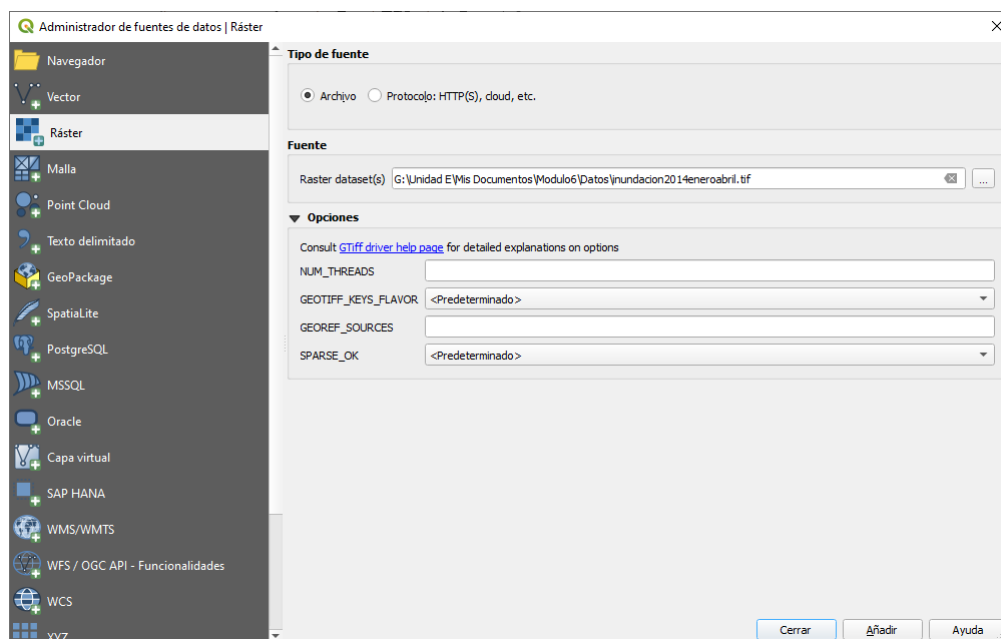 Administrador de fuentes de datos | Ráster
Navegador
Vector
Ráster
Malla
Point Cloud
Texto delimitado
GeoPackage
SpatiaLite
PostgreSQL
MSSQL
Oracle
Capa virtual
SAP HANA
WMS/WMTS
WFS / OGC API - Funcionalidades
WCS
XYZ
Tipo de fuente
Archivo
Protocolo: HTTP(S), cloud, etc.
Fuente
Raster dataset(s) G:\Unidad E\Mis Documentos\Modulo6\Datos\inundacion2014eneroabril.tif
...
Opciones
Consult GTiff driver help page for detailed explanations on options
NUM_THREADS
GEOTIFF_KEYS_FLAVOR <Predeterminado>
GEOREF_SOURCES
SPARSE_OK <Predeterminado>
Cerrar
Añadir
Ayuda